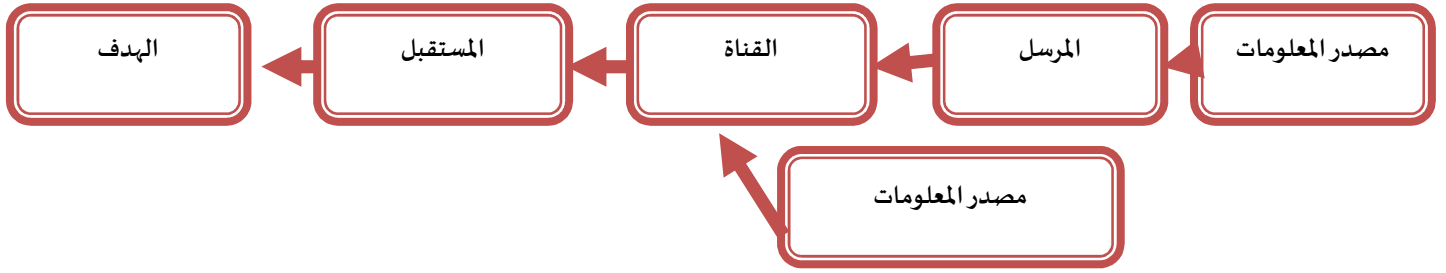 مصدر المعلومات
المرسل
القناة
المستقبل
الهدف
مصدر المعلومات